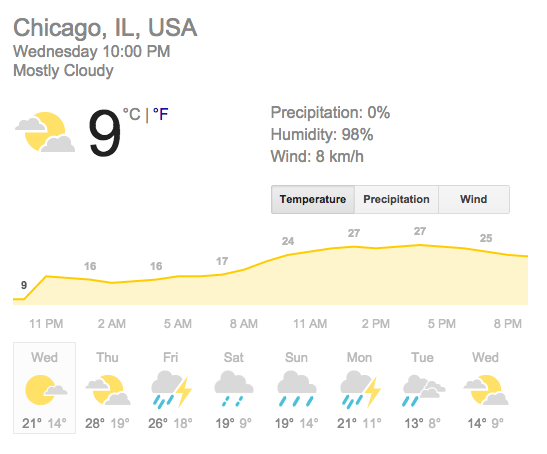 Chicago, IL, USA
Wednesday 10:00 PM
Mostly Cloudy
9 °C | °F
Precipitation: 0%
Humidity: 98%
Wind: 8 km/h
Temperature Precipitation Wind
9 16 16 17 24 27 27 25
11 PM 2 AM 5 AM 8 AM 11 AM 2 PM 5 PM 8 PM
Wed Thu Fri Sat Sun Mon Tue Wed
21° 14° 28° 19° 26° 18° 19° 9° 19° 14° 21° 11° 13° 8° 14° 9°